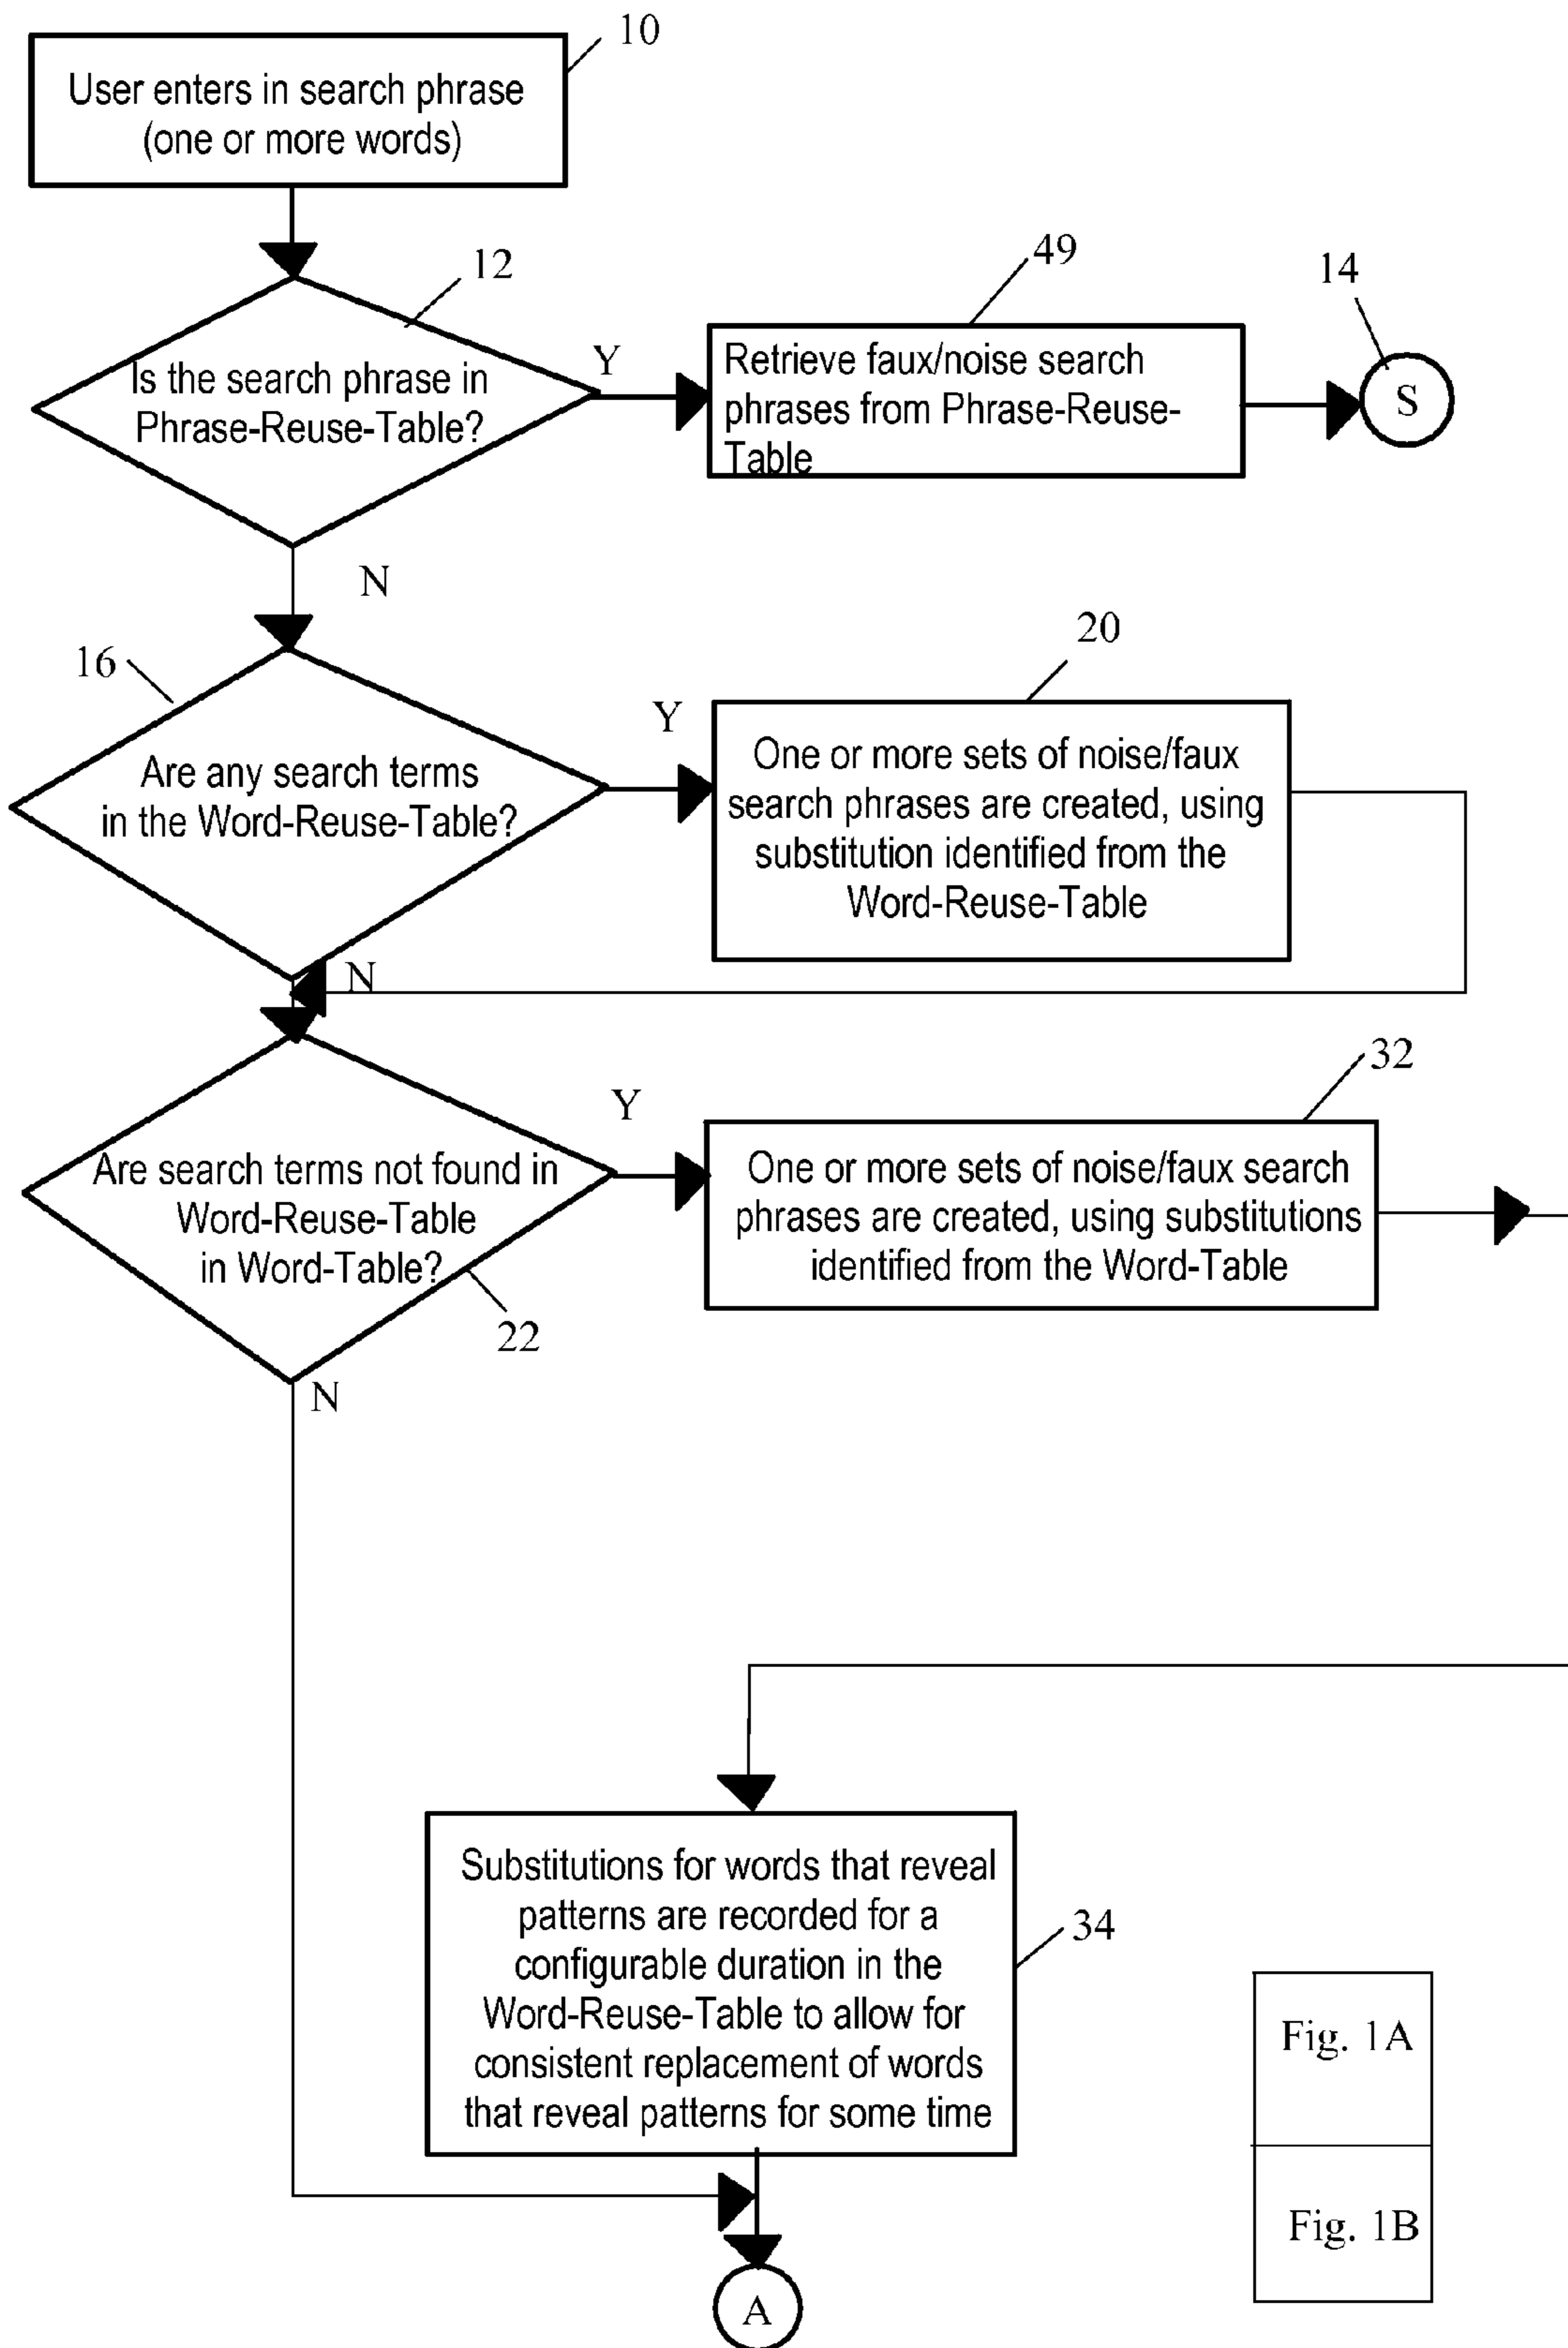 10
User enters in search phrase
(one or more words)
12
Is the search phrase in
Phrase-Reuse-Table?
Y
49
Retrieve faux/noise search
phrases from Phrase-Reuse-
Table
14
S
N
16
Are any search terms
in the Word-Reuse-Table?
Y
20
One or more sets of noise/faux
search phrases are created, using
substitution identified from the
Word-Reuse-Table
N
Are search terms not found in
Word-Reuse-Table
in Word-Table?
22
Y
32
One or more sets of noise/faux search
phrases are created, using substitutions
identified from the Word-Table
N
Substitutions for words that reveal
patterns are recorded for a
configurable duration in the
Word-Reuse-Table to allow for
consistent replacement of words
that reveal patterns for some time
34
A
Fig. 1A
Fig. 1B